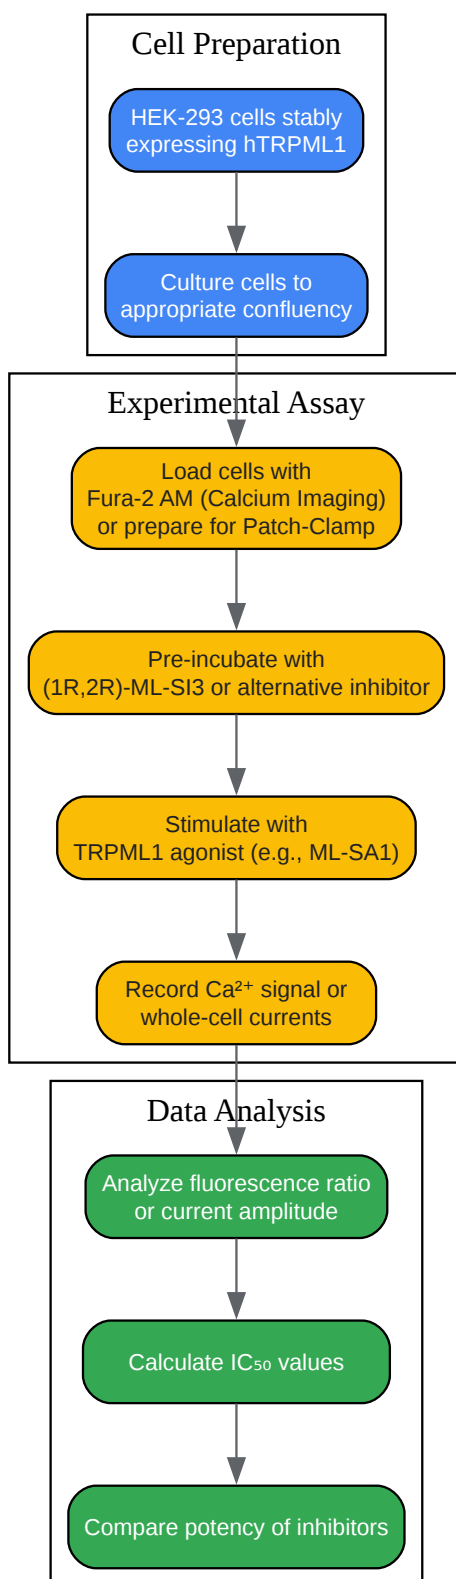 Cell Preparation
HEK-293 cells stably
expressing hTRPML1
Culture cells to
appropriate confluency
Experimental Assay
Load cells with
Fura-2 AM (Calcium Imaging)
or prepare for Patch-Clamp
Pre-incubate with
(1R,2R)-ML-SI3 or alternative inhibitor
Stimulate with
TRPML1 agonist (e.g., ML-SA1)
Record Ca²⁺ signal or
whole-cell currents
Data Analysis
Analyze fluorescence ratio
or current amplitude
Calculate IC₅₀ values
Compare potency of inhibitors